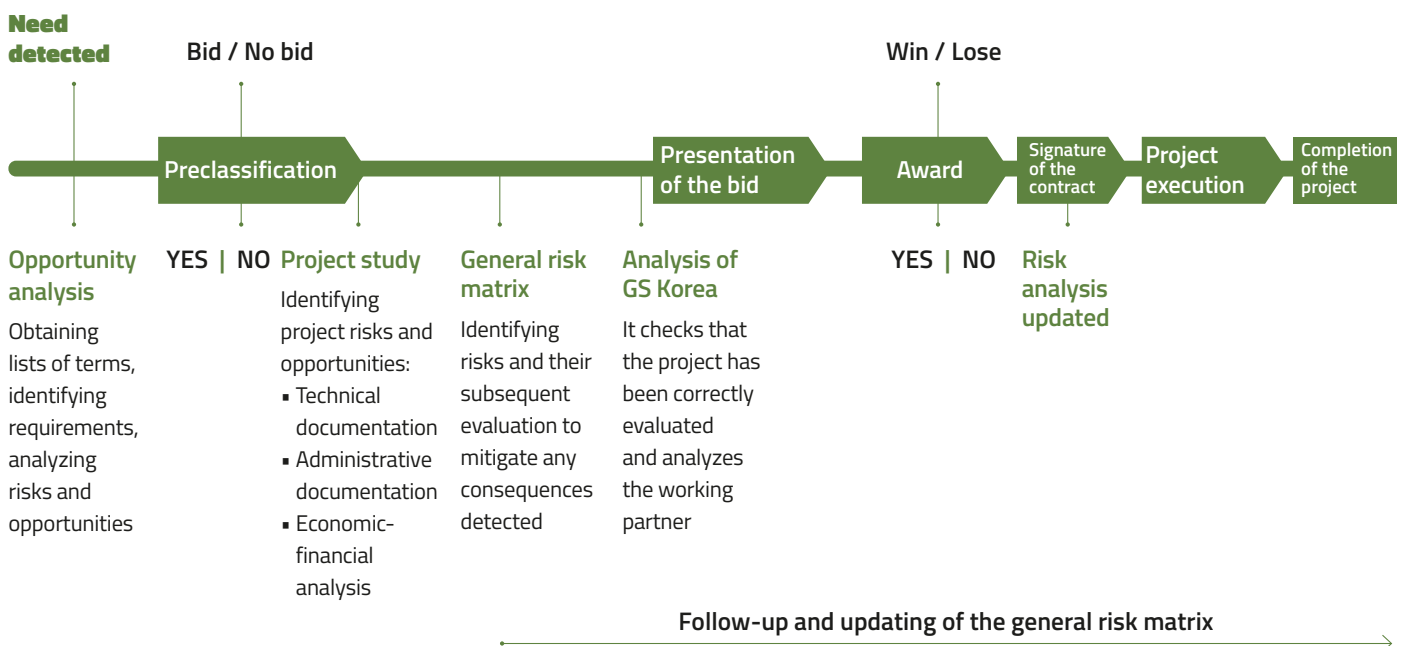 Need
detected
Bid / No bid
Win / Lose
Preclassification
Presentation
of the bid
Award
Signature
of the
contract
Project
execution
Completion
of the
project
Opportunity
analysis
Obtaining
lists of terms,
identifying
requirements,
analyzing
risks and
opportunities
YES | NO
Project study
Identifying
project risks and
opportunities:
▪ Technical
documentation
▪ Administrative
documentation
▪ Economic-
financial
analysis
General risk
matrix
Identifying
risks and their
subsequent
evaluation to
mitigate any
consequences
detected
Analysis of
GS Korea
It checks that
the project has
been correctly
evaluated
and analyzes
the working
partner
YES | NO
Risk
analysis
updated
Follow-up and updating of the general risk matrix